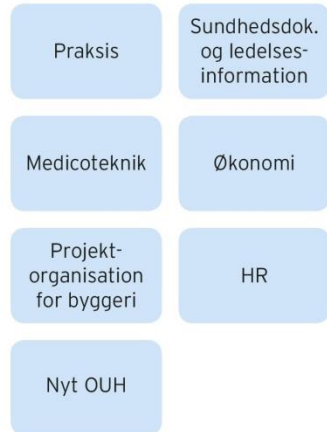 Praksis
Sundhedsdok.
og ledelses-
information
Medicoteknik
Økonomi
Projekt-
organisation
for byggeri
HR
Nyt OUH